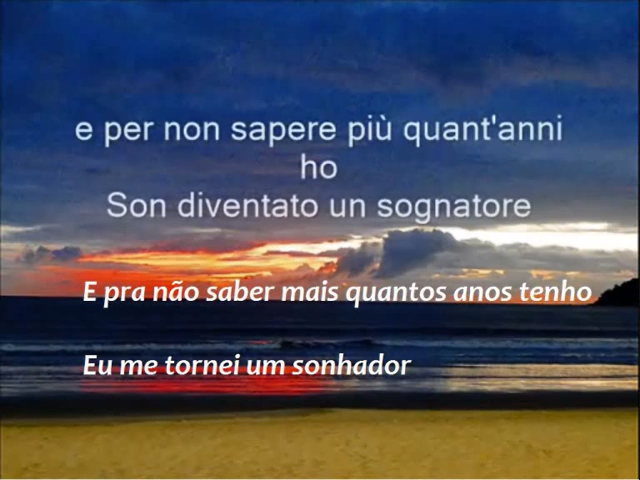 e per non sapere più quant'anni
ho
Son diventato un sognatore
E pra não saber mais quantos anos tenho
Eu me tornei um sonhador